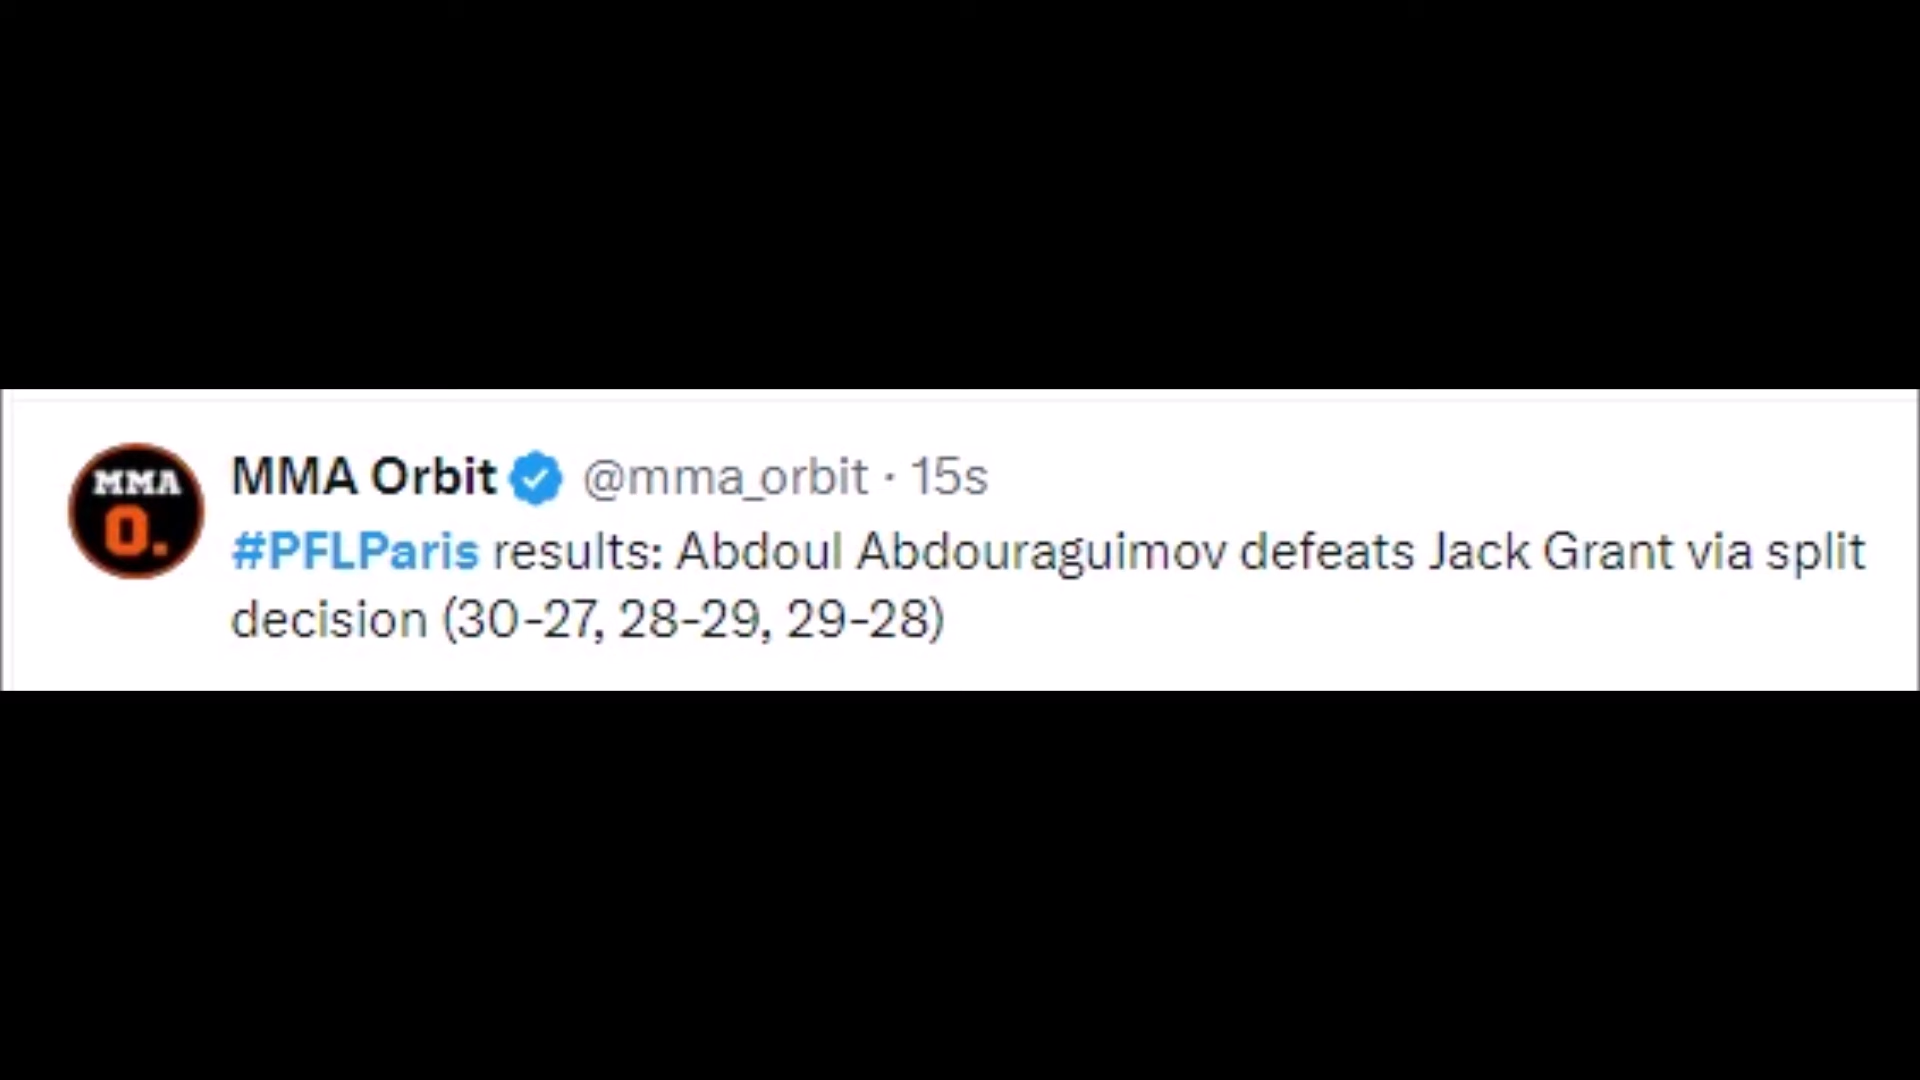 MMA
O.
MMA Orbit @mma_orbit · 15s
#PFLParis results: Abdoul Abdouraguimov defeats Jack Grant via split
decision (30-27, 28-29, 29-28)